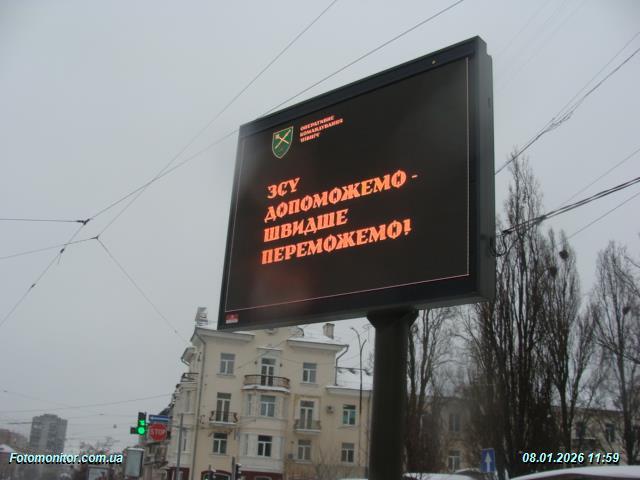 ОПЕРАТИВНЕ
КОМАНДУВАННЯ
ПІВНІЧ
ЗСУ
ДОПОМОЖЕМО -
ШВИДШЕ
ПЕРЕМОЖЕМО!
STOP
Fotomonitor.com.ua
08.01.2026 11:59